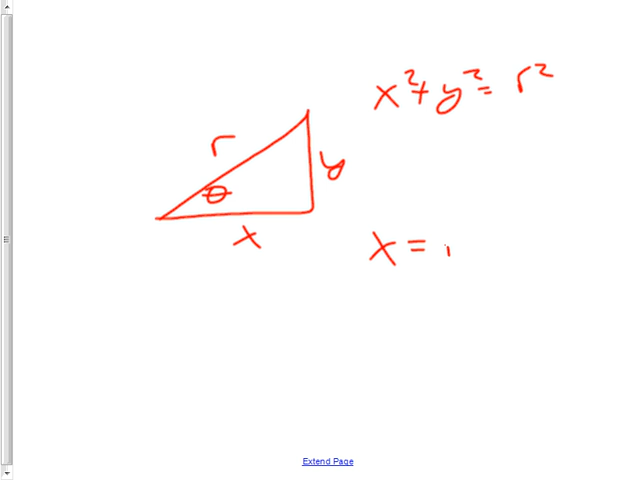 x² + y² = r²
r
θ
y
x
x =
Extend Page